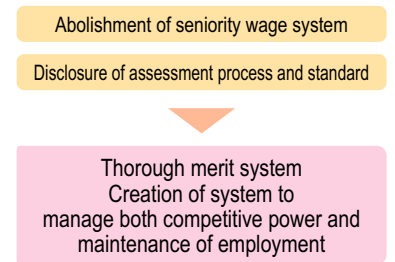 Abolishment of seniority wage system
Disclosure of assessment process and standard
Thorough merit system
Creation of system to
manage both competitive power and
maintenance of employment